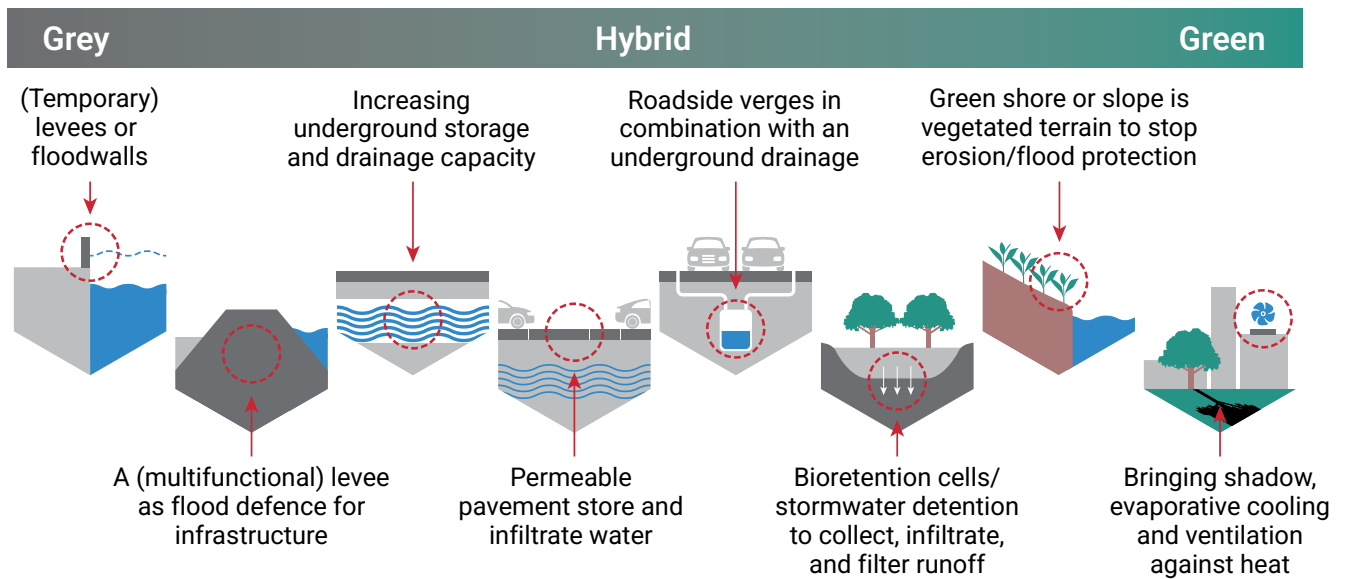 Grey
Hybrid
Green
(Temporary)
levees or
floodwalls
Increasing
underground storage
and drainage capacity
Roadside verges in
combination with an
underground drainage
Green shore or slope is
vegetated terrain to stop
erosion/flood protection
A (multifunctional) levee
as flood defence for
infrastructure
Permeable
pavement store and
infiltrate water
Bioretention cells/
stormwater detention
to collect, infiltrate,
and filter runoff
Bringing shadow,
evaporative cooling
and ventilation
against heat